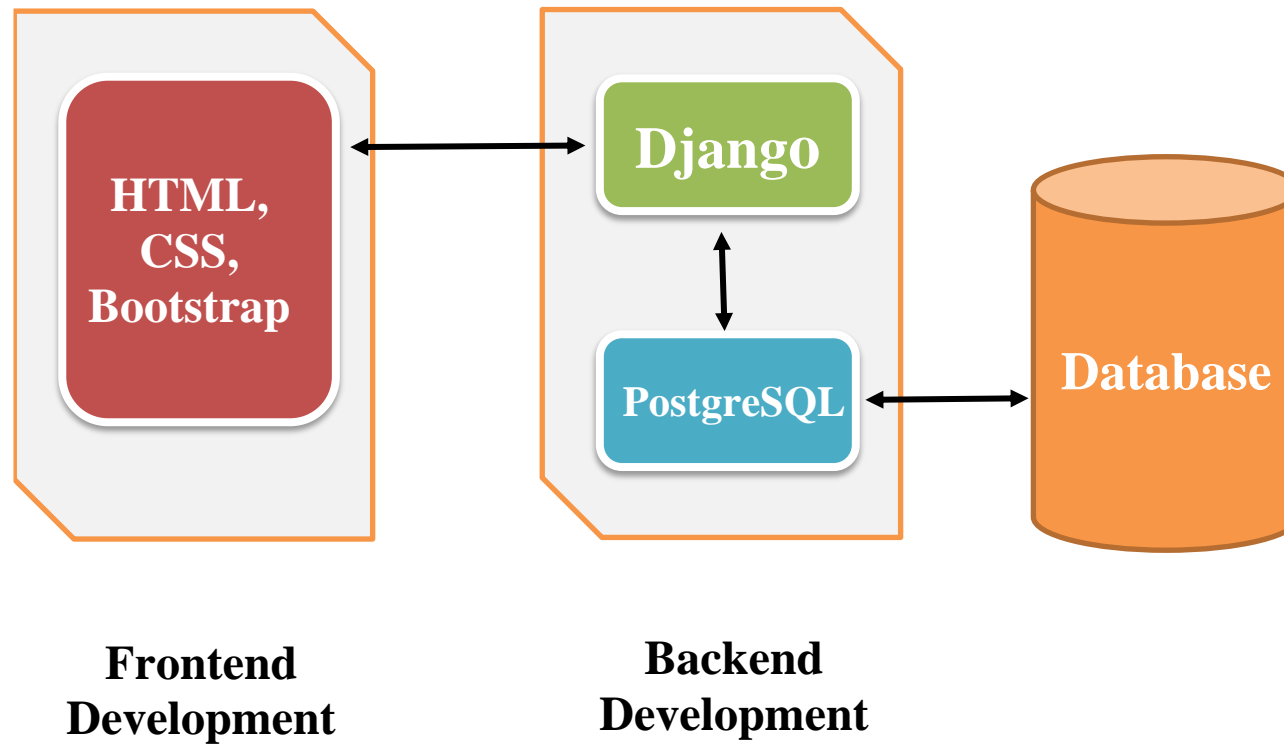 HTML,
CSS,
Bootstrap
Django
PostgreSQL
Database
Frontend
Development
Backend
Development